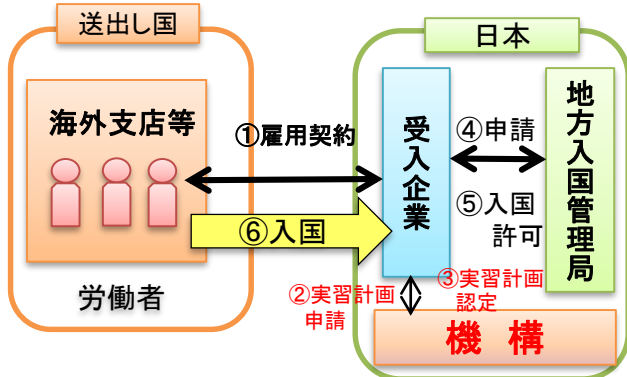 送出し国
日本
海外支店等
①雇用契約
受入企業
④申請
⑤入国
許可
地方入国管理局
⑥入国
労働者
②実習計画
申請
③実習計画
認定
機 構